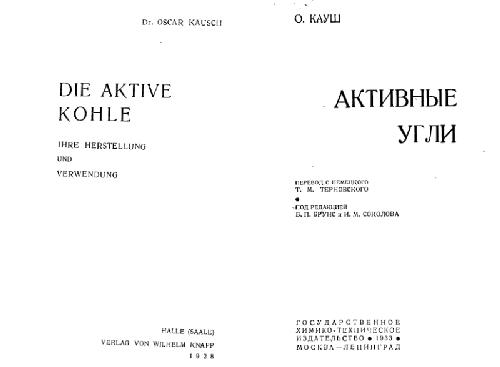 Dr. OSCAR KAUSCH
DIE AKTIVE
KOHLE
IHRE HERSTELLUNG
UND
VERWENDUNG
HALLE (SAALE)
VERLAG VON WILHELM KNAPP
1928
О. КАУШ
АКТИВНЫЕ
УГЛИ
ПЕРЕВОД С НЕМЕЦКОГО
Т. М. ТЕРНОВСКОГО
ПОД РЕДАКЦИЕЙ
Б. П. БРУНС и И. М. СОКОЛОВА
ГОСУДАРСТВЕННОЕ
ХИМИКО-ТЕХНИЧЕСКОЕ
ИЗДАТЕЛЬСТВО • 1933 •
МОСКВА — ЛЕНИНГРАД